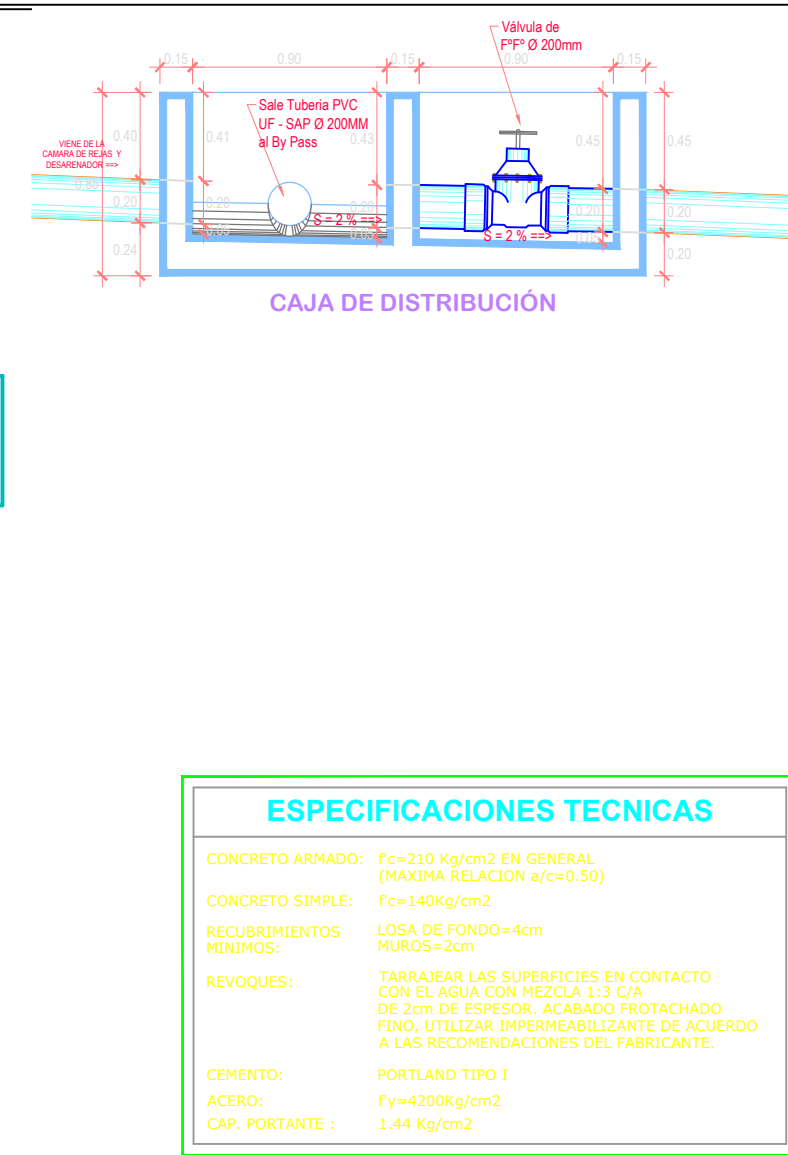 Válvula de
FºFº Ø 200mm
0.15
0.90
0.15
0.90
0.15
Sale Tuberia PVC
UF - SAP Ø 200MM
al By Pass
VIENE DE LA
CAMARA DE REJAS Y
DESARENADOR ==>
0.40
0.41
0.43
0.45
0.45
0.20
0.20
0.20
0.20
0.20
S = 2 % ==>
S = 2 % ==>
0.05
0.24
0.20
CAJA DE DISTRIBUCIÓN
ESPECIFICACIONES TECNICAS
CONCRETO ARMADO: f'c=210 Kg/cm2 EN GENERAL
(MAXIMA RELACION a/c=0.50)
CONCRETO SIMPLE: f'c=140Kg/cm2
RECUBRIMIENTOS LOSA DE FONDO=4cm
MINIMOS: MUROS=2cm
REVOQUES: TARRAJEAR LAS SUPERFICIES EN CONTACTO
CON EL AGUA CON MEZCLA 1:3 C/A
DE 2cm DE ESPESOR. ACABADO FROTACHADO
FINO, UTILIZAR IMPERMEABILIZANTE DE ACUERDO
A LAS RECOMENDACIONES DEL FABRICANTE.
CEMENTO: PORTLAND TIPO I
ACERO: f'y=4200Kg/cm2
CAP. PORTANTE : 1.44 Kg/cm2